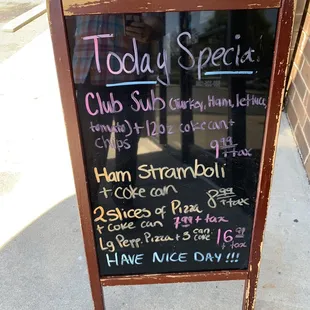 Today Special
Club Sub (turkey, Ham, lettuce
tomato) + 12oz coke can +
chips 9.99 + tax
Ham Stramboli
+ coke can 8.99 + tax
2 slices of Pizza
+ coke can 7.99 + tax
Lg Pepp. Pizza + 3 can coke 16.99 + tax
HAVE NICE DAY!!!